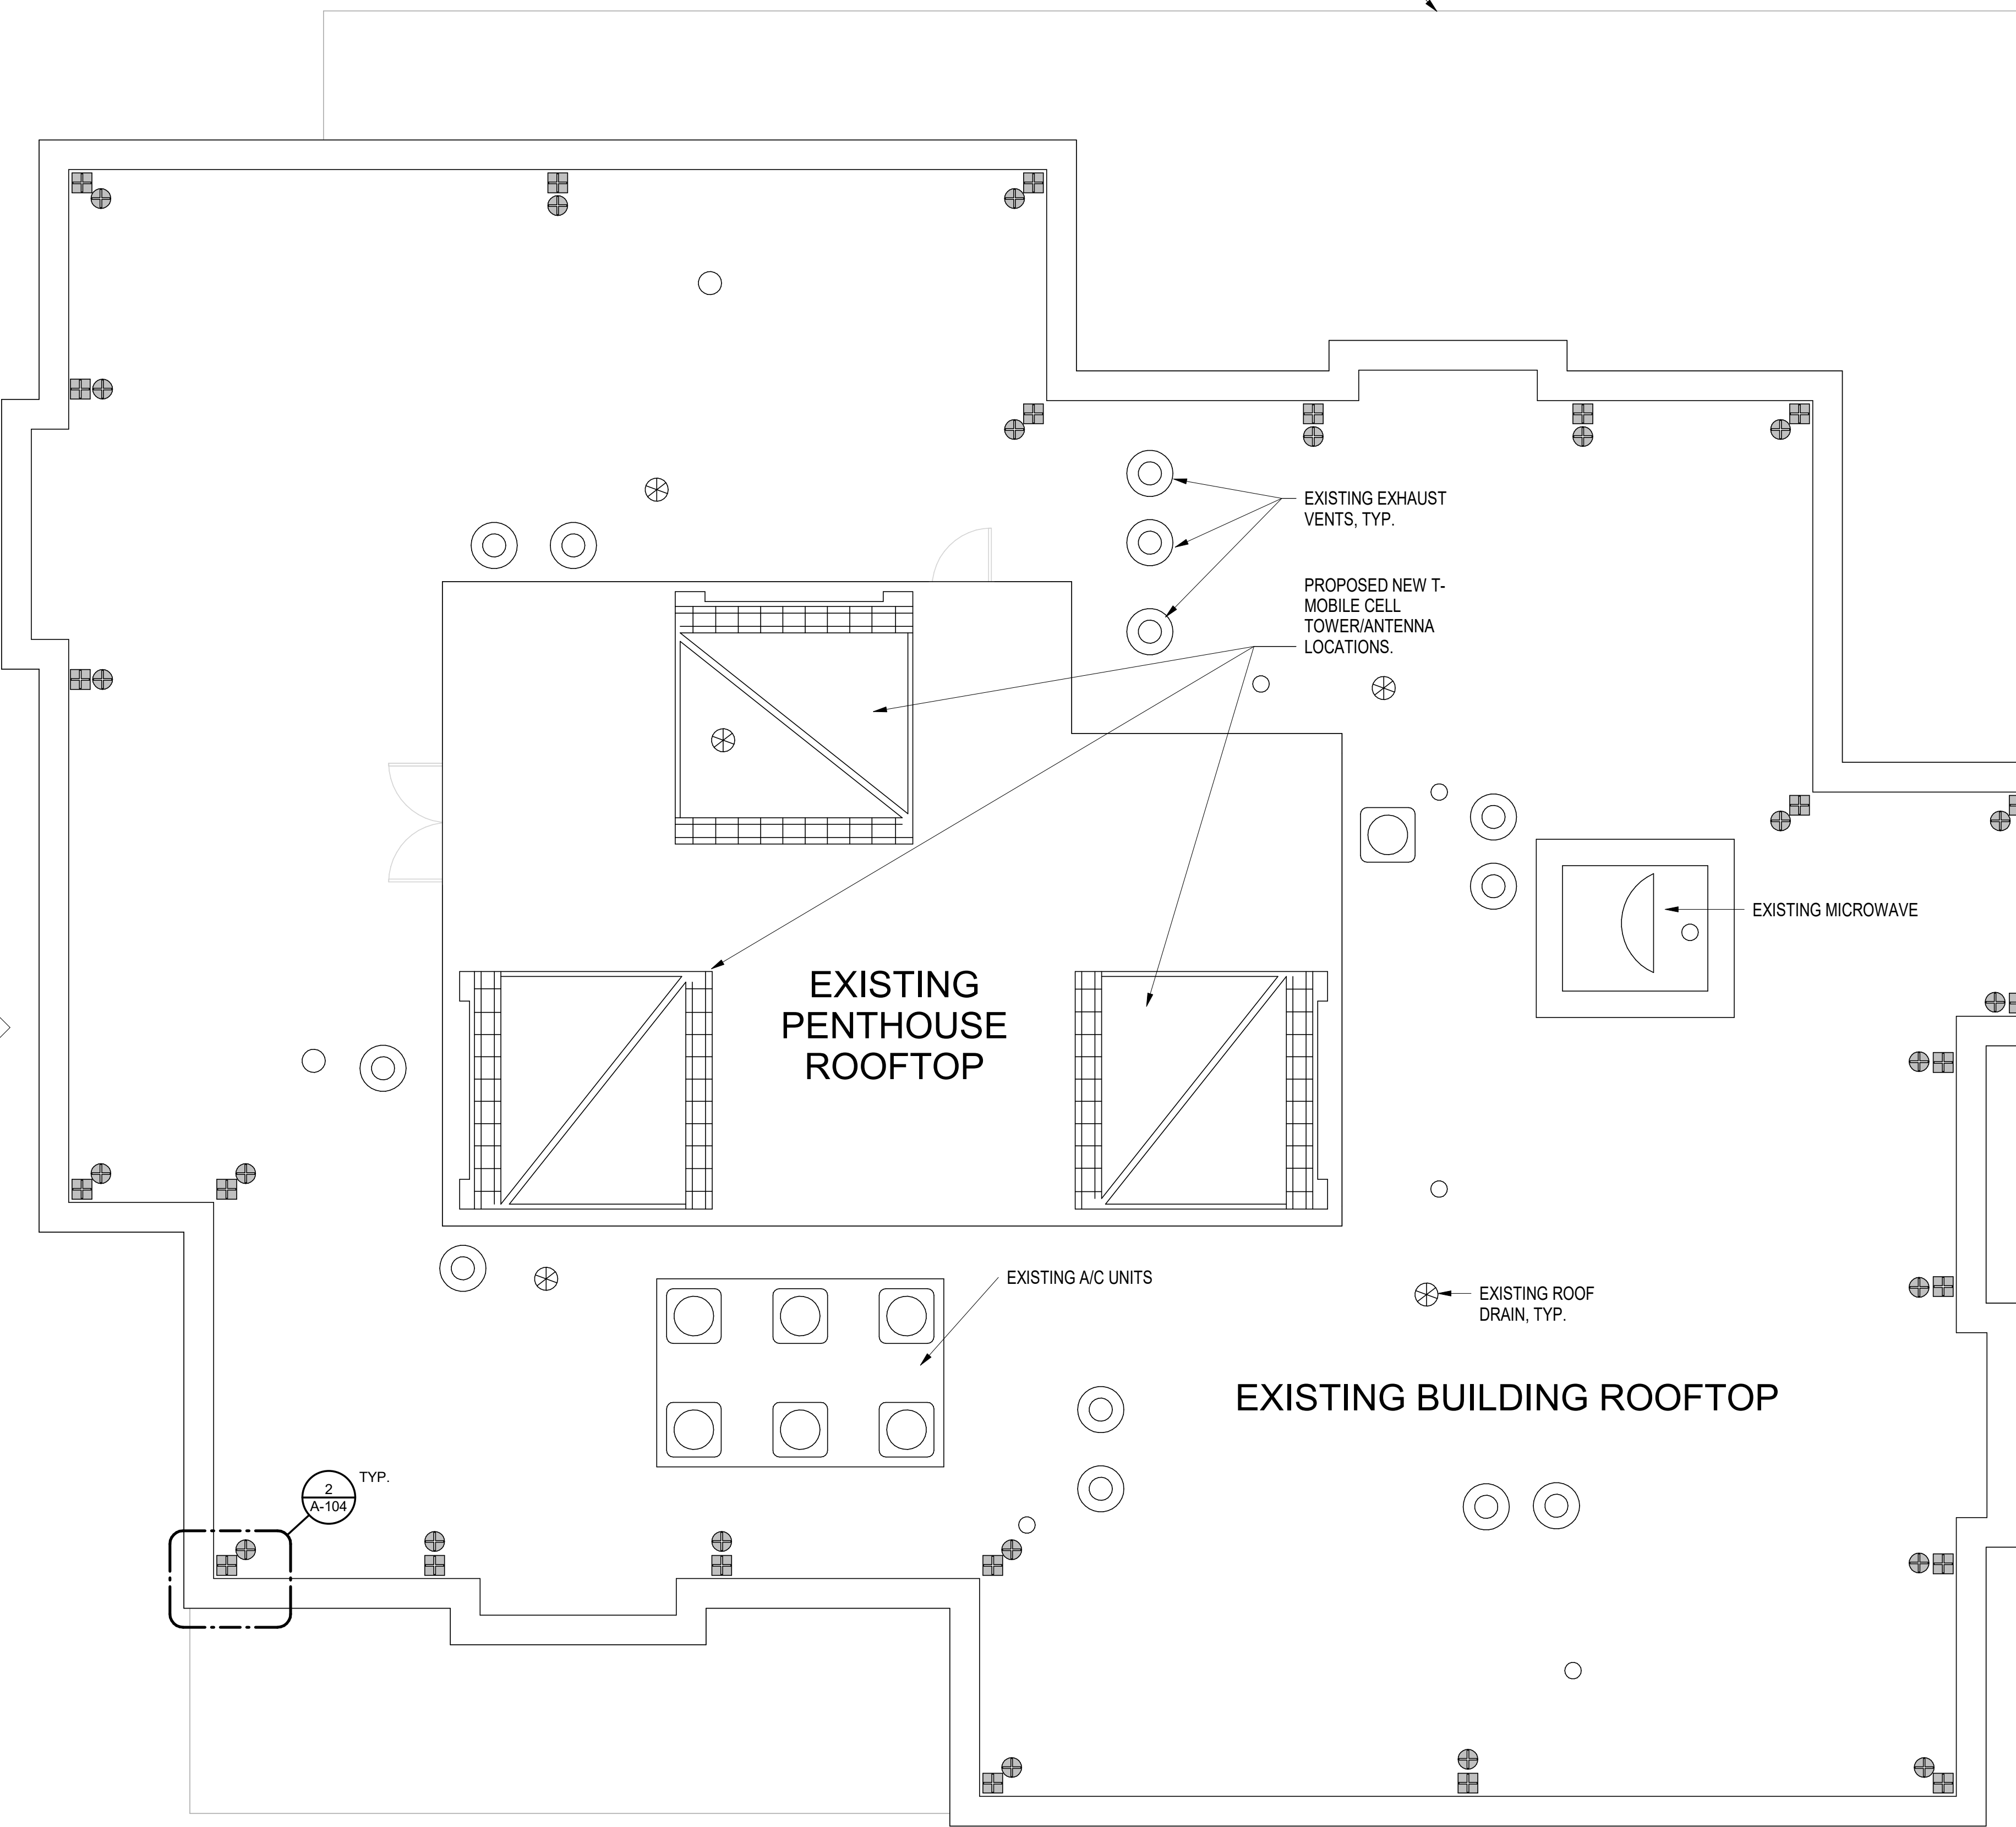 EXISTING EXHAUST
VENTS, TYP.
PROPOSED NEW T-
MOBILE CELL
TOWER/ANTENNA
LOCATIONS.
EXISTING MICROWAVE
EXISTING
PENTHOUSE
ROOFTOP
EXISTING A/C UNITS
EXISTING ROOF
DRAIN, TYP.
EXISTING BUILDING ROOFTOP
TYP.
2
A-104